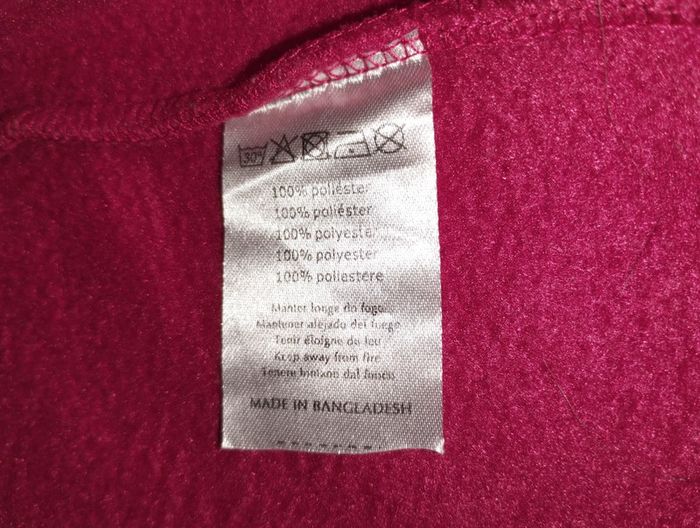 30°
100% poliéster
100% poliéster
100% polyester
100% polyester
100% poliestere
Manter longe do fogo
Mantener alejado del fuego
Tenir éloigné du feu
Keep away from fire
Tenere lontano dal fuoco
MADE IN BANGLADESH